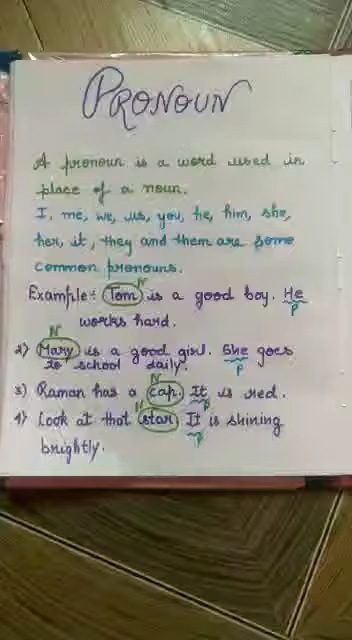 PRONOUN
A pronoun is a word used in
place of a noun.
I, me, we, us, you, he, him, she,
her, it, they and them are some
common pronouns.
N
Example:- Tom is a good boy. He
P
works hard.
N
2) Mary is a good girl. She goes
P
to school daily.
N
3) Raman has a cap. It is red.
P
N
4) Look at that star. It is shining
P
brightly.